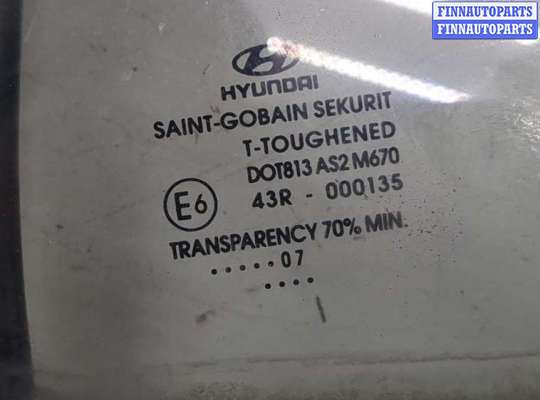 FINNAUTOPARTS
FINNAUTOPARTS
HYUNDAI
SAINT-GOBAIN SEKURIT
T-TOUGHENED
DOT813 AS2 M670
E6
43R - 000135
TRANSPARENCY 70% MIN.
.....07
....